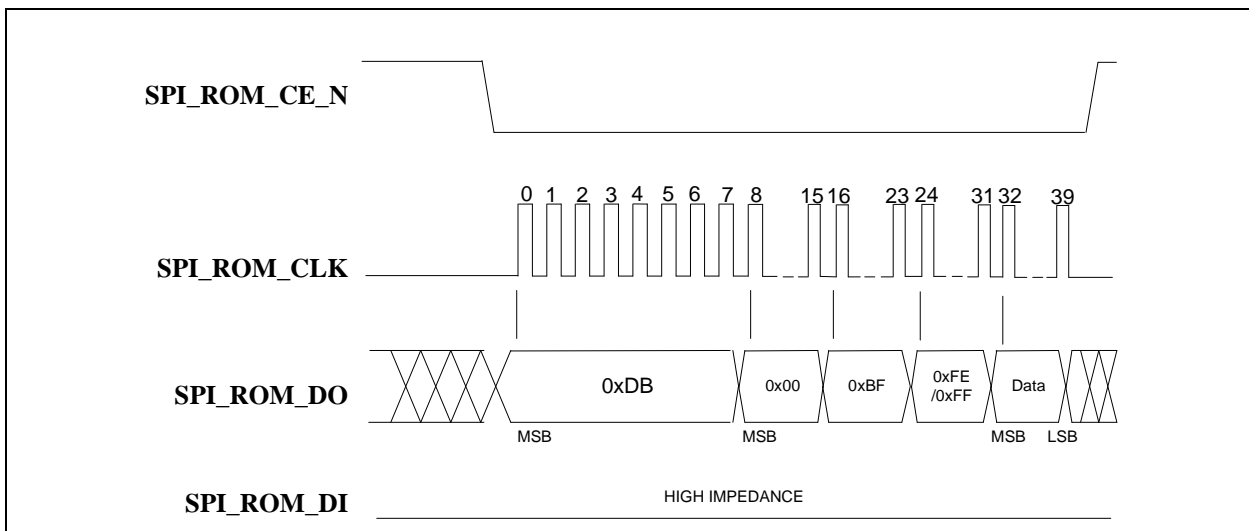 SPI_ROM_CE_N
0 1 2 3 4 5 6 7 8 15 16 23 24 31 32 39
SPI_ROM_CLK
SPI_ROM_DO
0xDB
0x00
0xBF
0xFE
/0xFF
Data
MSB MSB MSB LSB
HIGH IMPEDANCE
SPI_ROM_DI